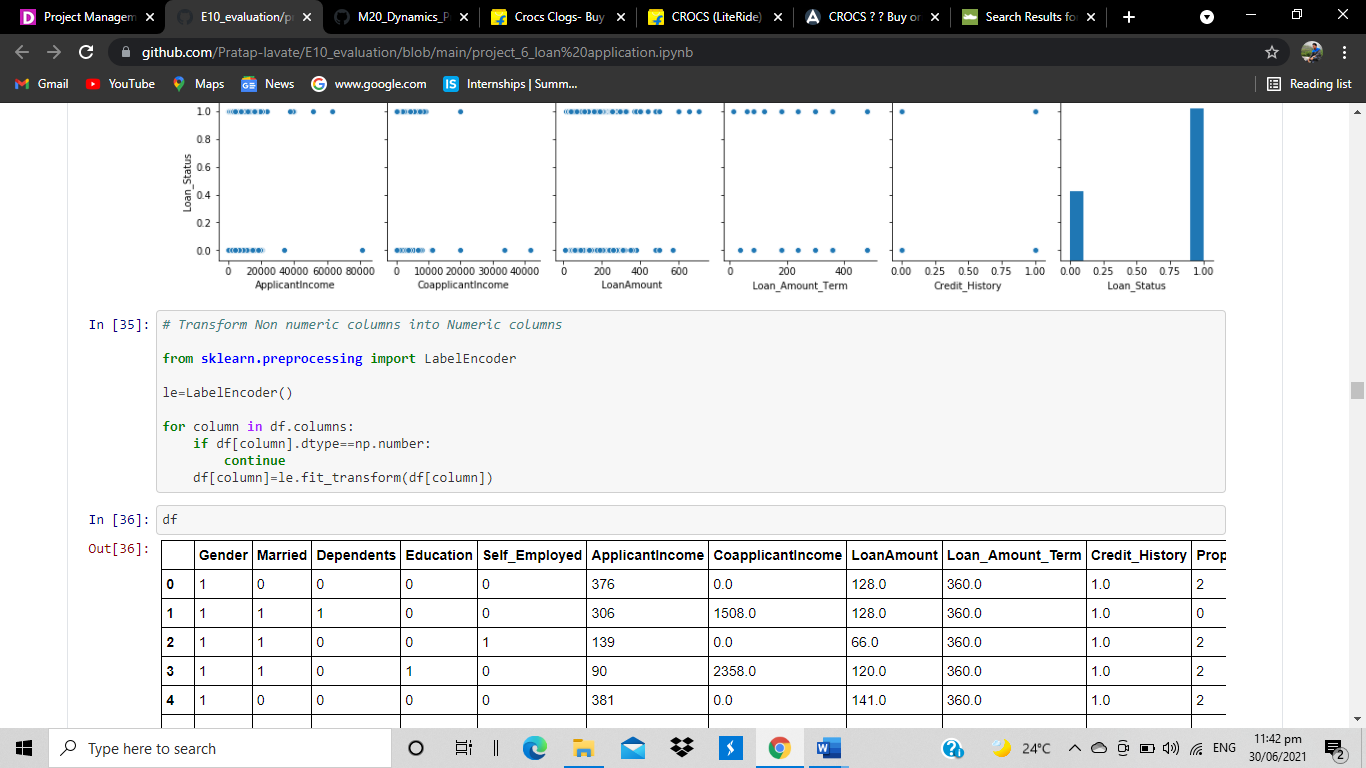 Project Managem
E10_evaluation/p
M20_Dynamics_P
Crocs Clogs- Buy
CROCS (LiteRide)
CROCS ? ? Buy or
Search Results fo
github.com/Pratap-lavate/E10_evaluation/blob/main/project_6_loan%20application.ipynb
Gmail YouTube Maps News www.google.com Internships | Summ... Reading list
Loan_Status
1.0
0.8
0.6
0.4
0.2
0.0
0 20000 40000 60000 80000 0 10000 20000 30000 40000 0 200 400 600 0 200 400 0.00 0.25 0.50 0.75 1.00 0.00 0.25 0.50 0.75 1.00
ApplicantIncome CoapplicantIncome LoanAmount Loan_Amount_Term Credit_History Loan_Status
In [35]: # Transform Non numeric columns into Numeric columns
from sklearn.preprocessing import LabelEncoder
le=LabelEncoder()
for column in df.columns:
if df[column].dtype==np.number:
continue
df[column]=le.fit_transform(df[column])
In [36]: df
Out[36]:
Gender Married Dependents Education Self_Employed ApplicantIncome CoapplicantIncome LoanAmount Loan_Amount_Term Credit_History Prop
0 1 0 0 0 0 376 0.0 128.0 360.0 1.0 2
1 1 1 1 0 0 306 1508.0 128.0 360.0 1.0 0
2 1 1 0 0 1 139 0.0 66.0 360.0 1.0 2
3 1 1 0 1 0 90 2358.0 120.0 360.0 1.0 2
4 1 0 0 0 0 381 0.0 141.0 360.0 1.0 2
Type here to search
24°C
ENG
11:42 pm
30/06/2021
2